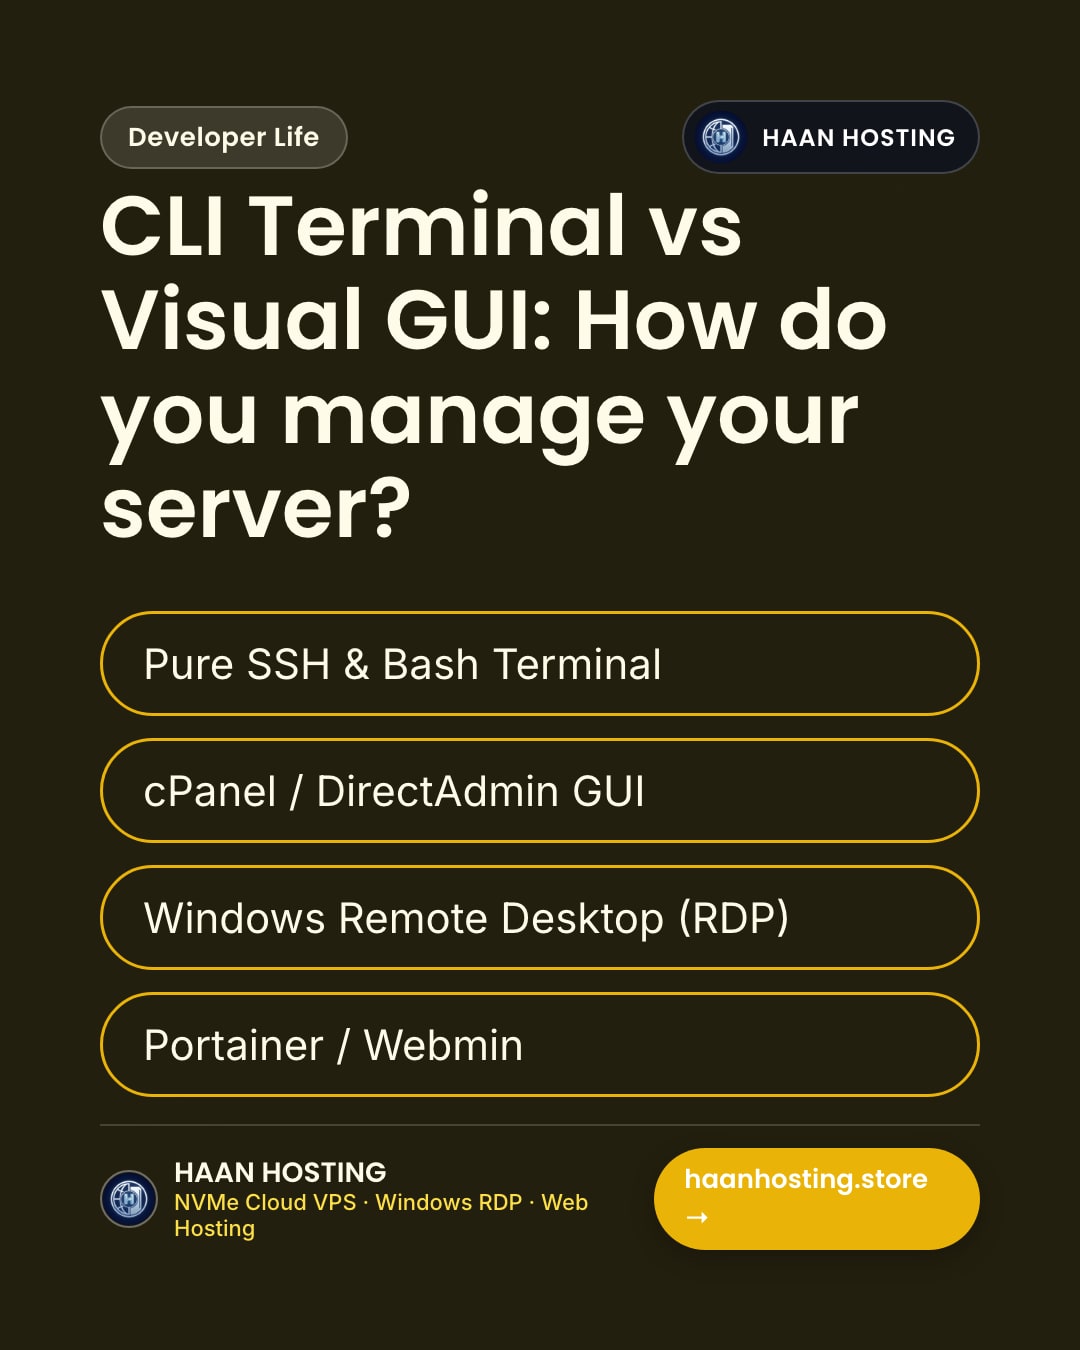 Developer Life
HAAN HOSTING
CLI Terminal vs
Visual GUI: How do
you manage your
server?
Pure SSH & Bash Terminal
cPanel / DirectAdmin GUI
Windows Remote Desktop (RDP)
Portainer / Webmin
HAAN HOSTING
NVMe Cloud VPS · Windows RDP · Web
Hosting
haanhosting.store
→